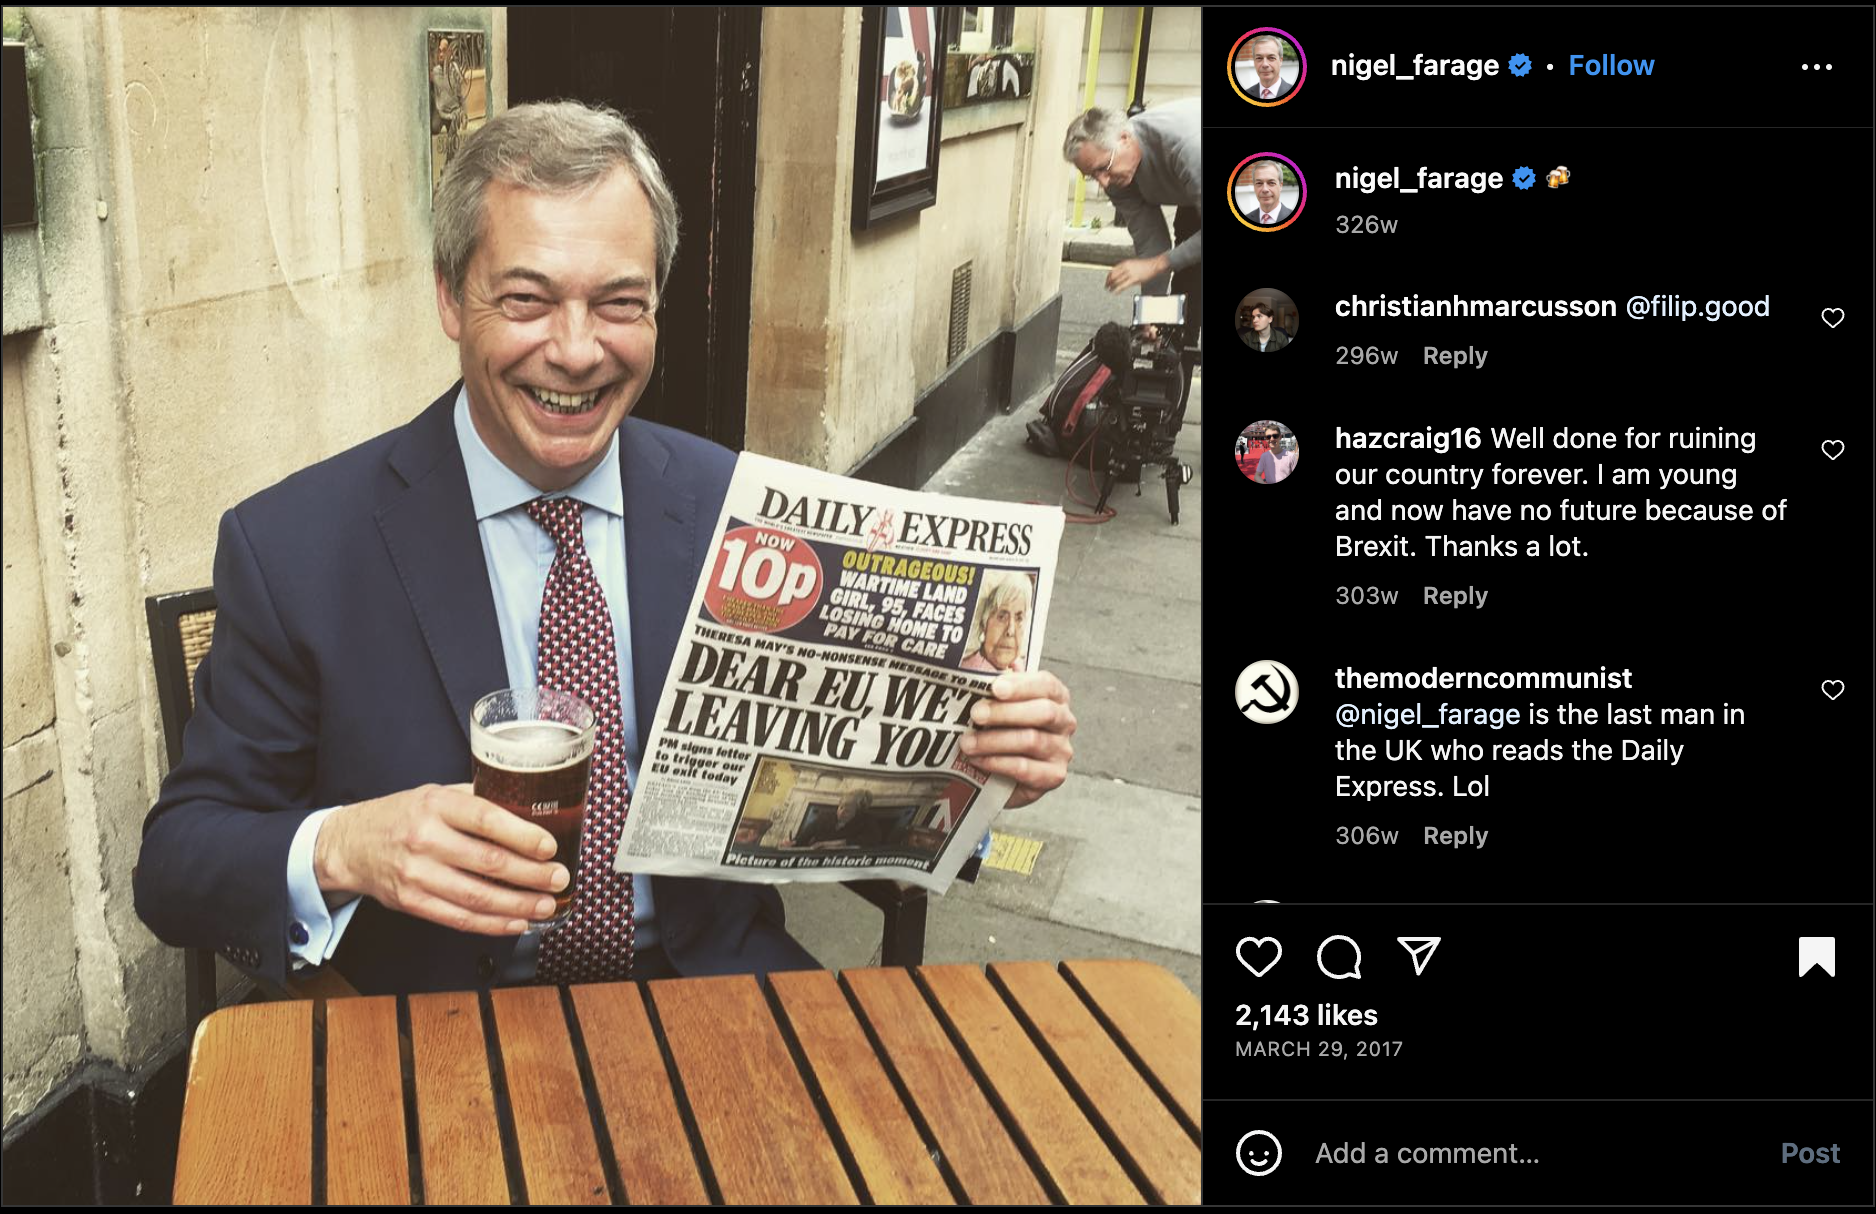 DAILY EXPRESS
NOW
10p
OUTRAGEOUS!
WARTIME LAND
GIRL, 95, FACES
LOSING HOME TO
PAY FOR CARE
THERESA MAY'S NO-NONSENSE MESSAGE TO
DEAR EU, WE'
LEAVING YOU
PM signs letter
to trigger our
EU exit today
Picture of the historic moment
nigel_farage • Follow
nigel_farage 🍻
326w
christianhmarcusson @filip.good
296w Reply
hazcraig16 Well done for ruining
our country forever. I am young
and now have no future because of
Brexit. Thanks a lot.
303w Reply
themoderncommunist
@nigel_farage is the last man in
the UK who reads the Daily
Express. Lol
306w Reply
2,143 likes
MARCH 29, 2017
Add a comment...
Post